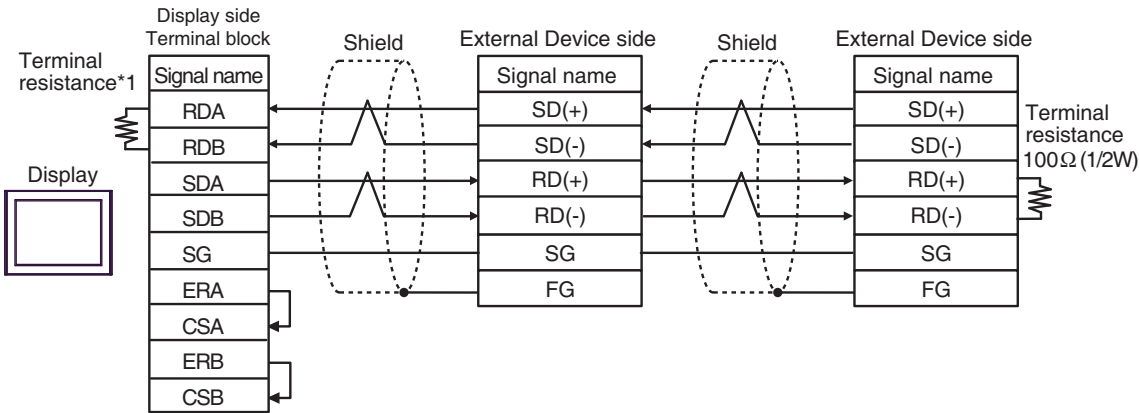 Display side
Terminal block
Terminal
resistance*1
Display
Signal name
RDA
RDB
SDA
SDB
SG
ERA
CSA
ERB
CSB
Shield
External Device side
Signal name
SD(+)
SD(-)
RD(+)
RD(-)
SG
FG
Shield
External Device side
Signal name
SD(+)
SD(-)
RD(+)
RD(-)
SG
FG
Terminal
resistance
100Ω (1/2W)